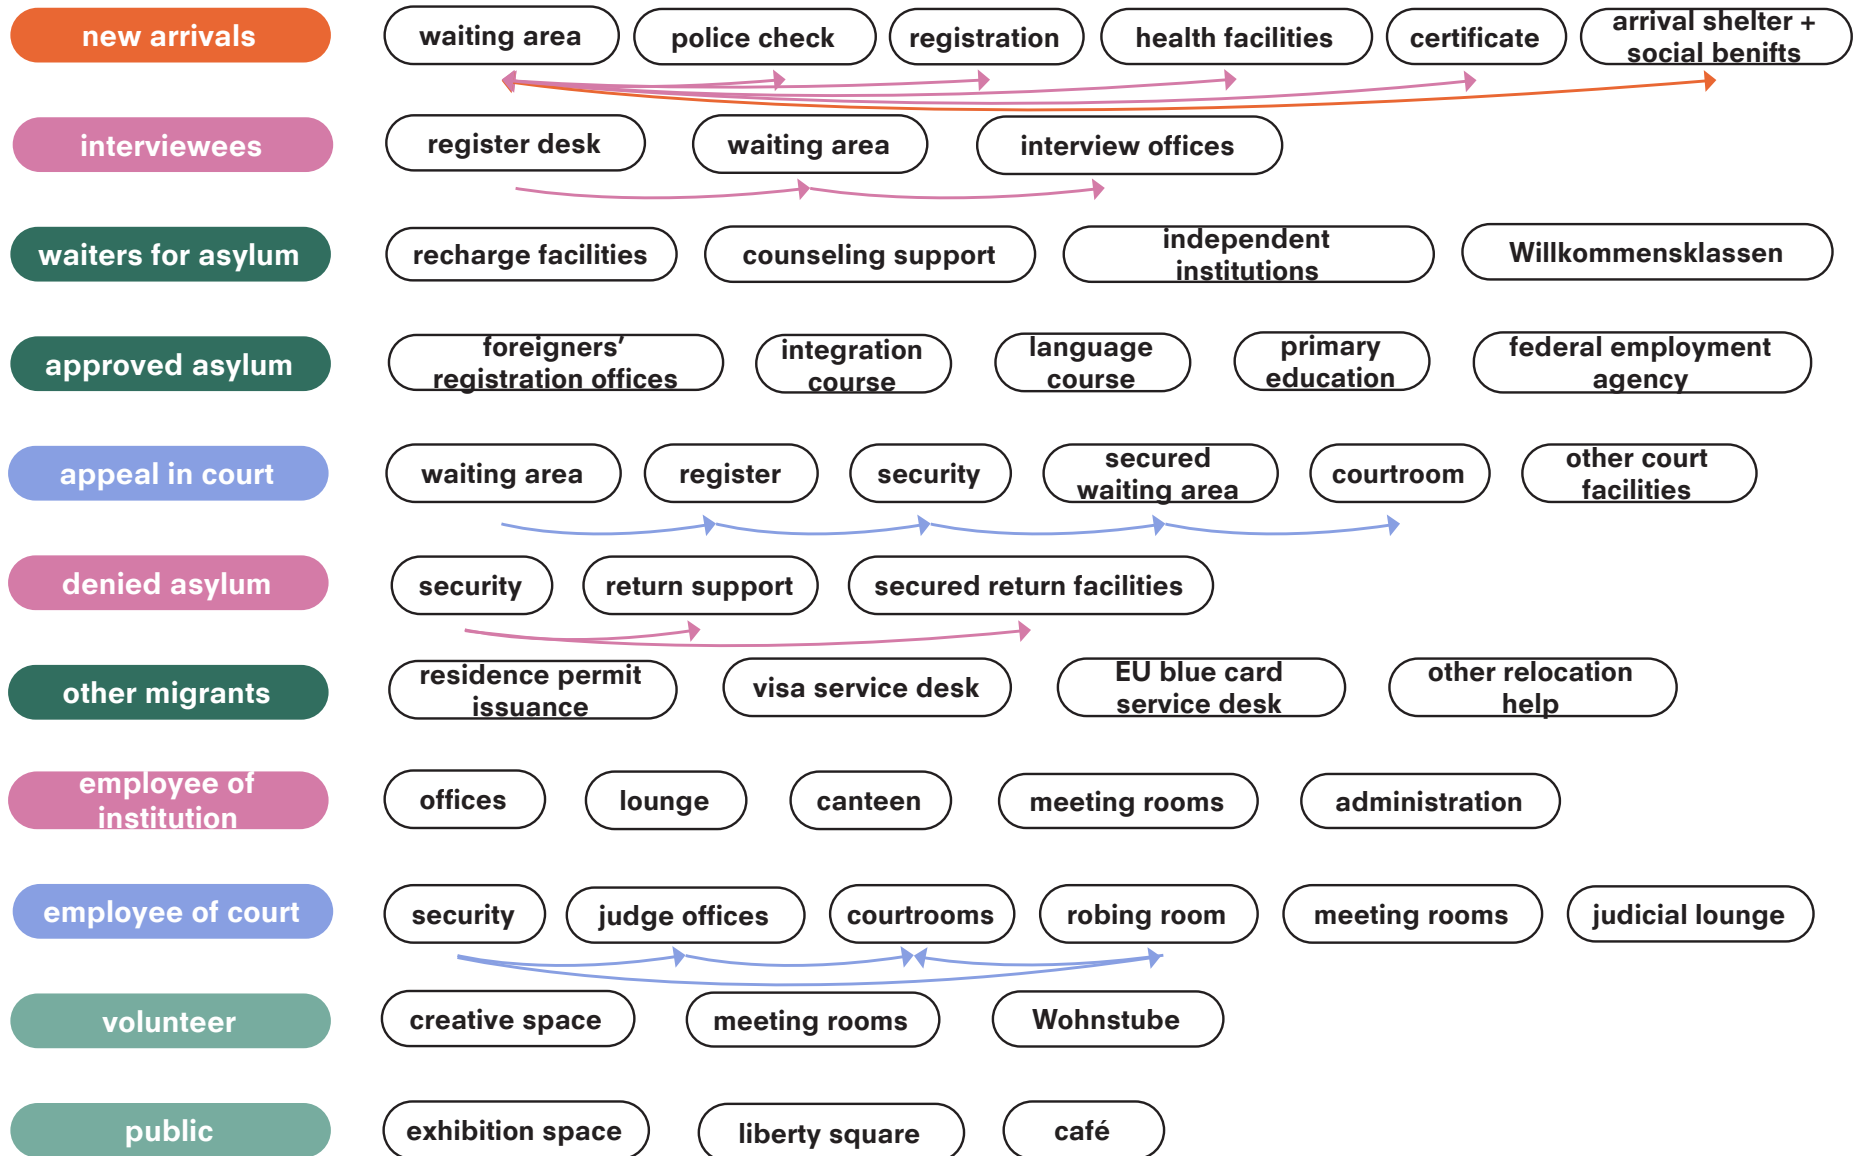 new arrivals
waiting area
police check
registration
health facilities
certificate
arrival shelter +
social benifts
interviewees
register desk
waiting area
interview offices
waiters for asylum
recharge facilities
counseling support
independent
institutions
Willkommensklassen
approved asylum
foreigners’
registration offices
integration
course
language
course
primary
education
federal employment
agency
appeal in court
waiting area
register
security
secured
waiting area
courtroom
other court
facilities
denied asylum
security
return support
secured return facilities
other migrants
residence permit
issuance
visa service desk
EU blue card
service desk
other relocation
help
employee of
institution
offices
lounge
canteen
meeting rooms
administration
employee of court
security
judge offices
courtrooms
robing room
meeting rooms
judicial lounge
volunteer
creative space
meeting rooms
Wohnstube
public
exhibition space
liberty square
café